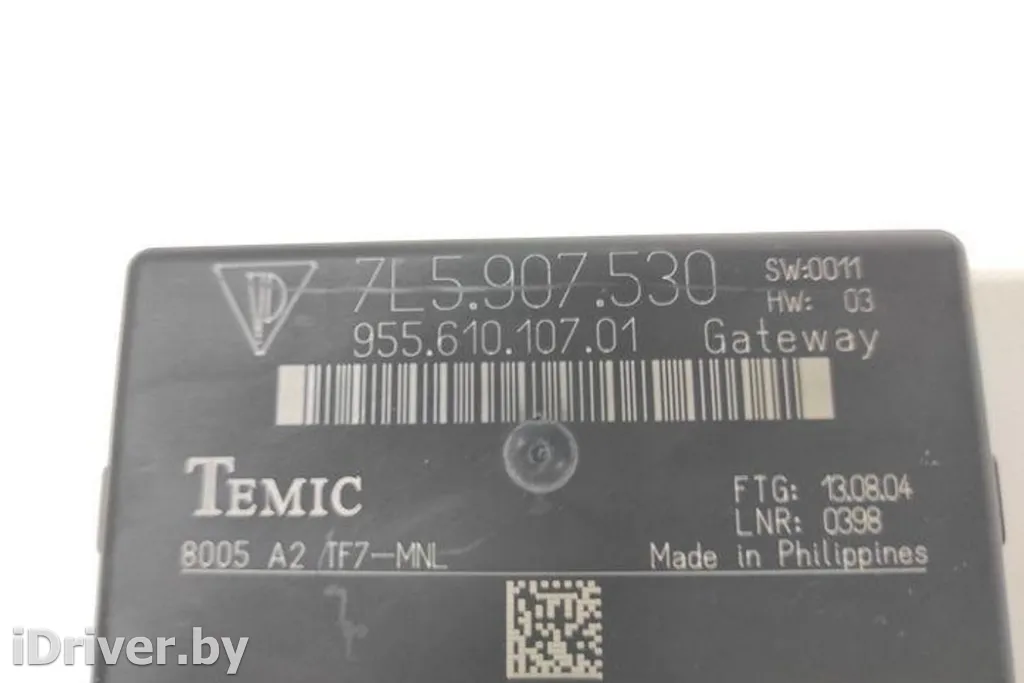 7L5.907.530 SW:0011
HW: 03
955.610.107.01 Gateway
TEMIC
FTG: 13.08.04
LNR: 0398
8005 A2 TF7-MNL Made in Philippines
iDriver.by